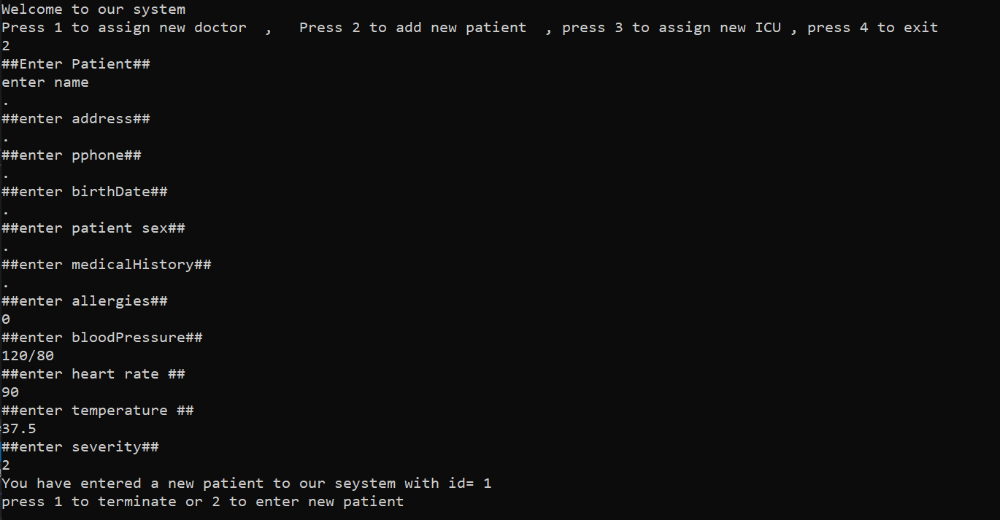 Welcome to our system
Press 1 to assign new doctor  ,   Press 2 to add new patient  , press 3 to assign new ICU , press 4 to exit
2
##Enter Patient##
enter name
.
##enter address##
.
##enter pphone##
.
##enter birthDate##
.
##enter patient sex##
.
##enter medicalHistory##
.
##enter allergies##
0
##enter bloodPressure##
120/80
##enter heart rate ##
90
##enter temperature ##
37.5
##enter severity##
2
You have entered a new patient to our seystem with id= 1
press 1 to terminate or 2 to enter new patient